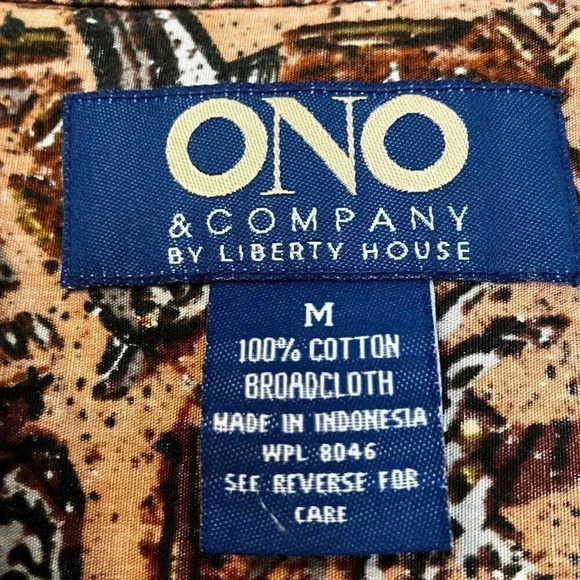 ONO
& COMPANY
BY LIBERTY HOUSE
M
100% COTTON
BROADCLOTH
MADE IN INDONESIA
WPL 8046
SEE REVERSE FOR
CARE